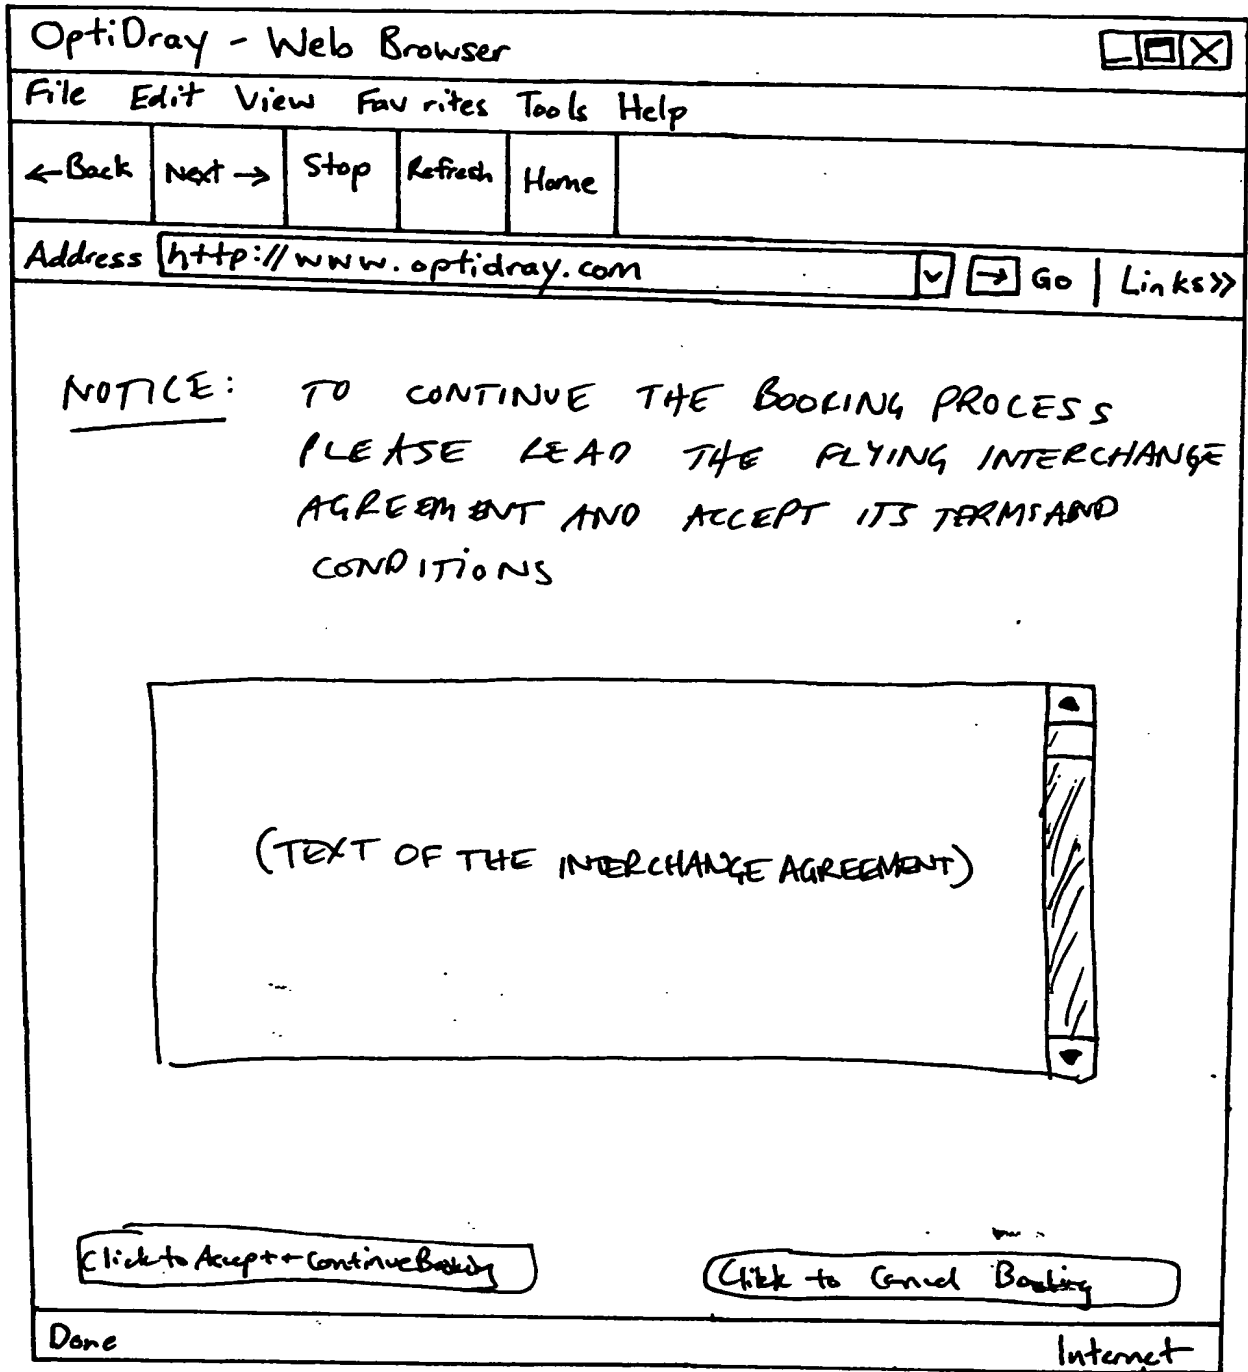 OptiDray - Web Browser
File Edit View Fav rites Tools Help
←Back Next → Stop Refresh Home
Address http://www.optidray.com Go | Links>>
NOTICE: TO CONTINUE THE BOOKING PROCESS
PLEASE READ THE FLYING INTERCHANGE
AGREEMENT AND ACCEPT ITS TERMS AND
CONDITIONS
(TEXT OF THE INTERCHANGE AGREEMENT)
Click to Accept + Continue Booking Click to Cancel Booking
Done Internet